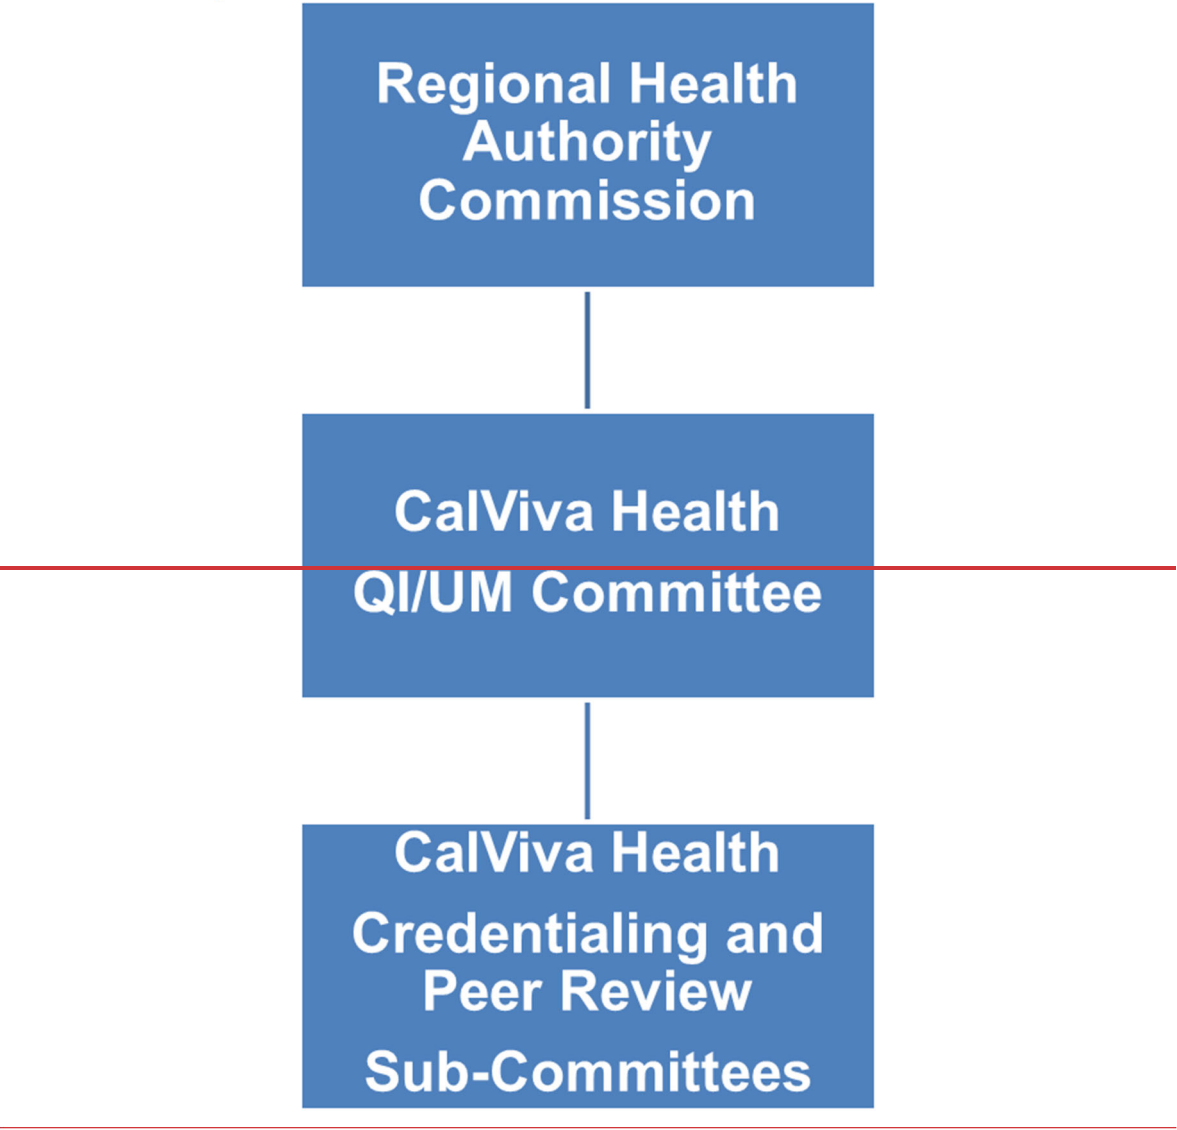 Regional Health
Authority
Commission
CalViva Health
QI/UM Committee
CalViva Health
Credentialing and
Peer Review
Sub-Committees